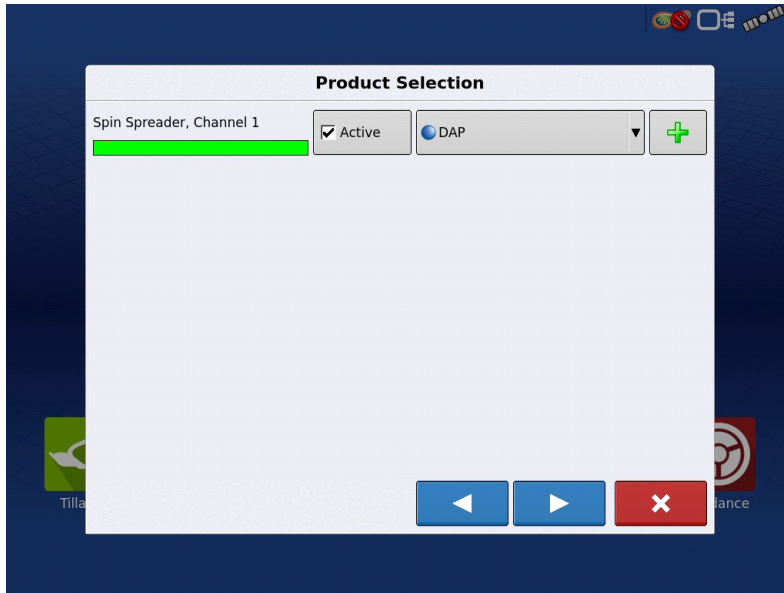 Product Selection
Spin Spreader, Channel 1
Active
DAP
Tilla
dance